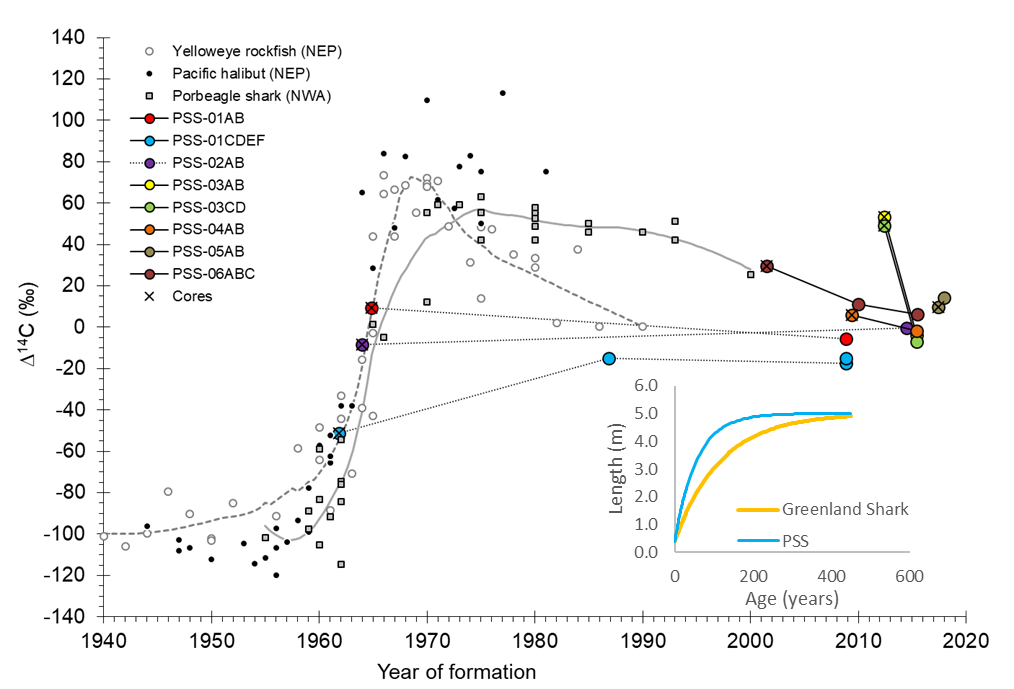 140
120
100
80
60
40
20
0
-20
-40
-60
-80
-100
-120
-140
Δ14C (‰)
Yelloweye rockfish (NEP)
Pacific halibut (NEP)
Porbeagle shark (NWA)
PSS-01AB
PSS-01CDEF
PSS-02AB
PSS-03AB
PSS-03CD
PSS-04AB
PSS-05AB
PSS-06ABC
Cores
6.0
5.0
4.0
3.0
2.0
1.0
0.0
Length (m)
Greenland Shark
PSS
0 200 400 600
Age (years)
1940 1950 1960 1970 1980 1990 2000 2010 2020
Year of formation